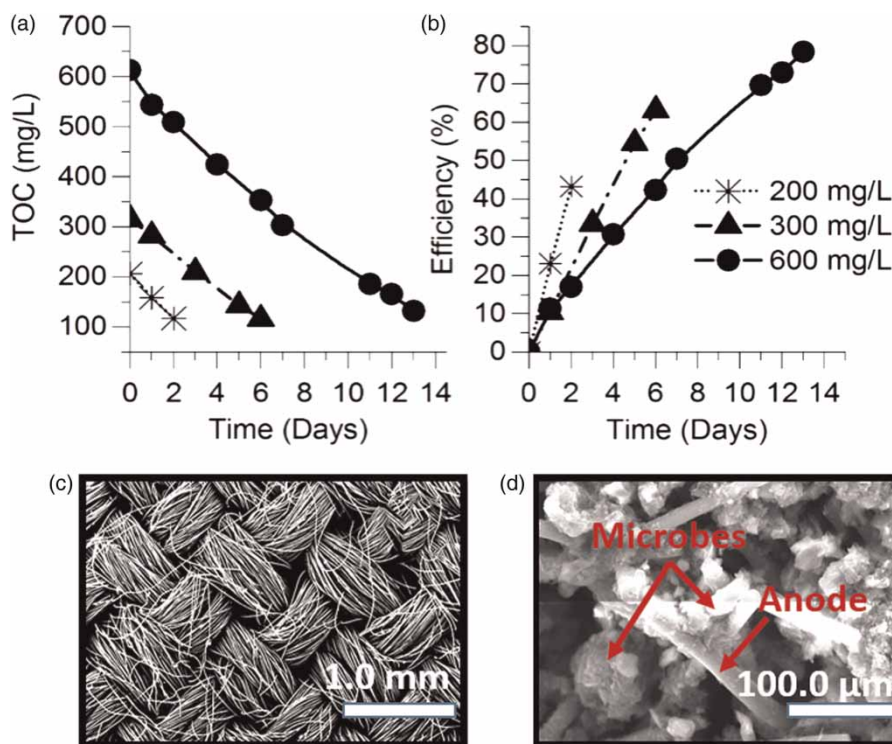 (a)
700
600
500
400
300
200
100
TOC (mg/L)
0 2 4 6 8 10 12 14
Time (Days)
(b)
80
70
60
50
40
30
20
10
0
Efficiency (%)
0 2 4 6 8 10 12 14
Time (Days)
200 mg/L
300 mg/L
600 mg/L
(c)
1.0 mm
(d)
Microbes
Anode
100.0 µm